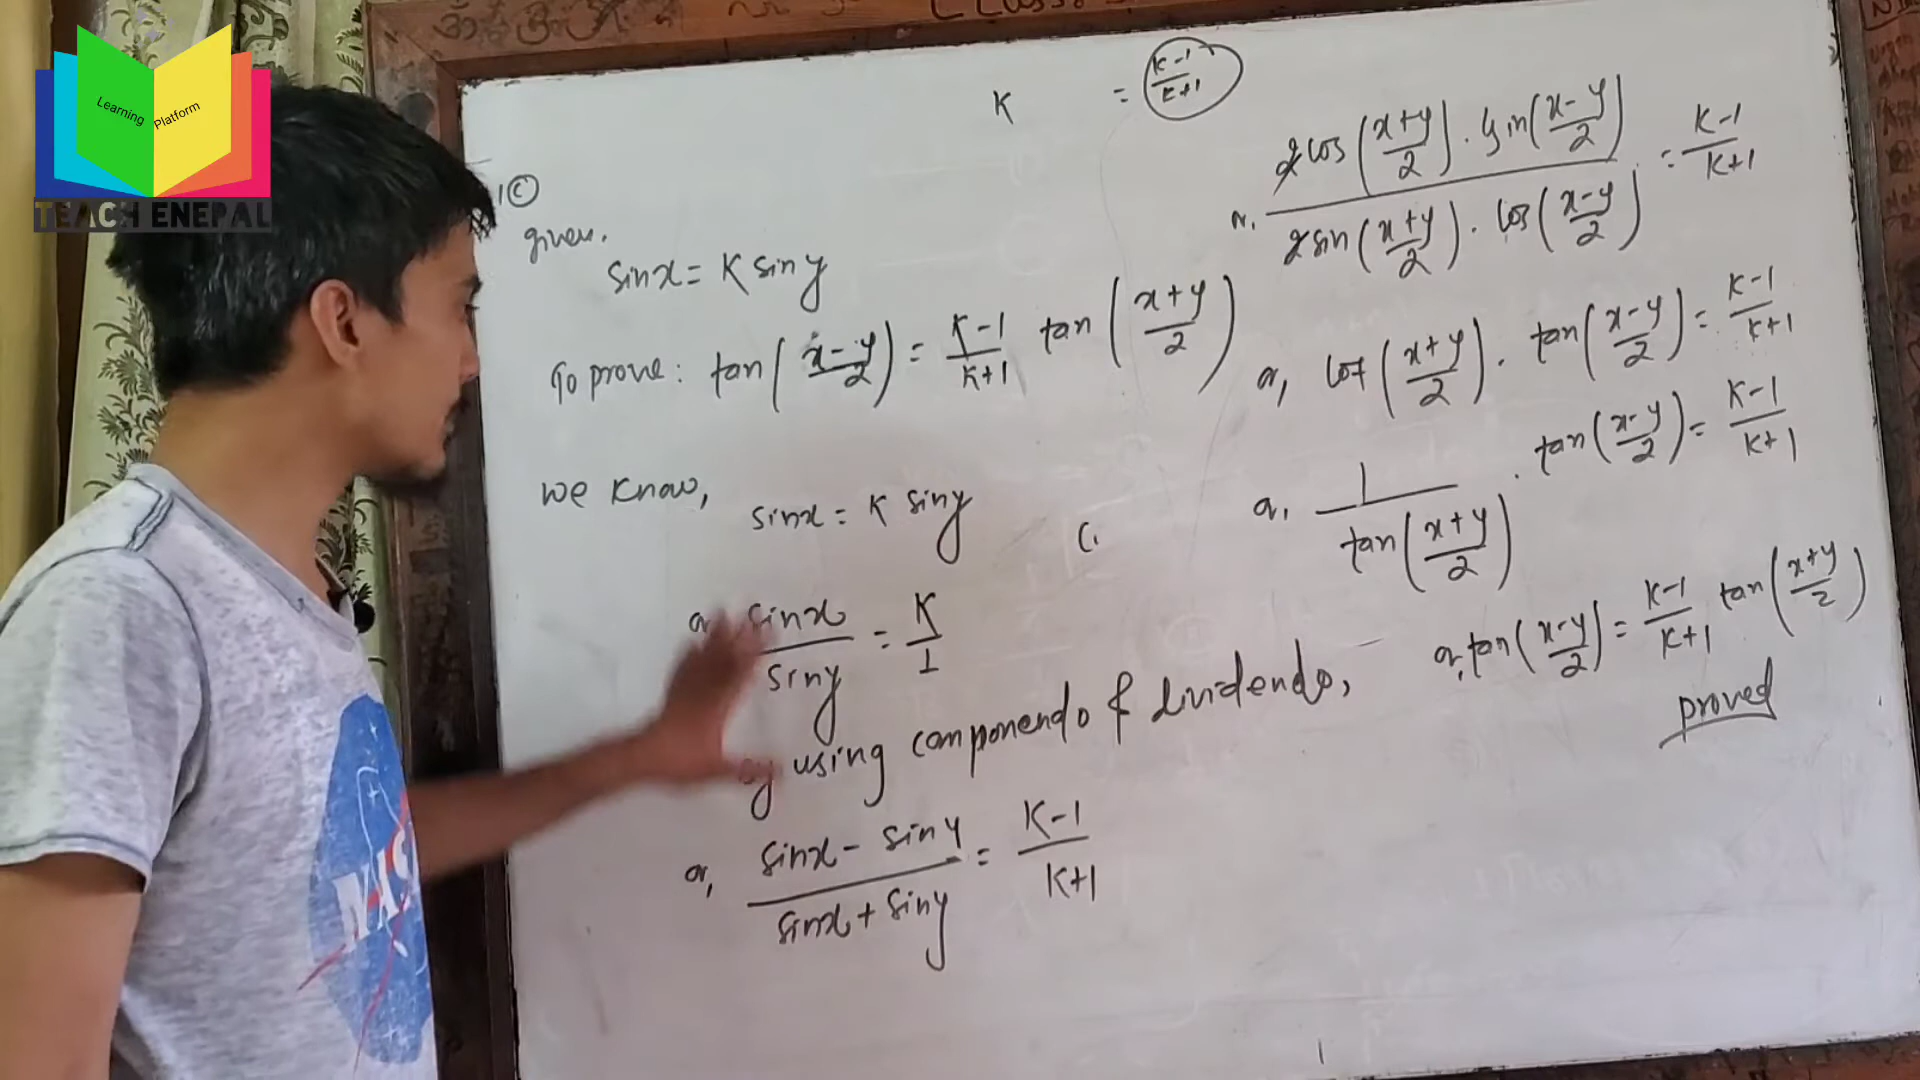 Learning Platform
TEACH ENEPAL
K = K-1/K+1
1 ©
given.
sinx = K siny
To prove: tan(x-y/2) = K-1/K+1 tan(x+y/2)
we know,
sinx = K siny
or sinx/siny = K/1
by using componendo & dividendo,
or, sinx - siny/sinx + siny = K-1/K+1
or, 2cos(x+y/2) . sin(x-y/2)/2sin(x+y/2) . cos(x-y/2) = K-1/K+1
or, cot(x+y/2) . tan(x-y/2) = K-1/K+1
or, 1/tan(x+y/2) . tan(x-y/2) = K-1/K+1
or, tan(x-y/2) = K-1/K+1 tan(x+y/2)
proved
NAS